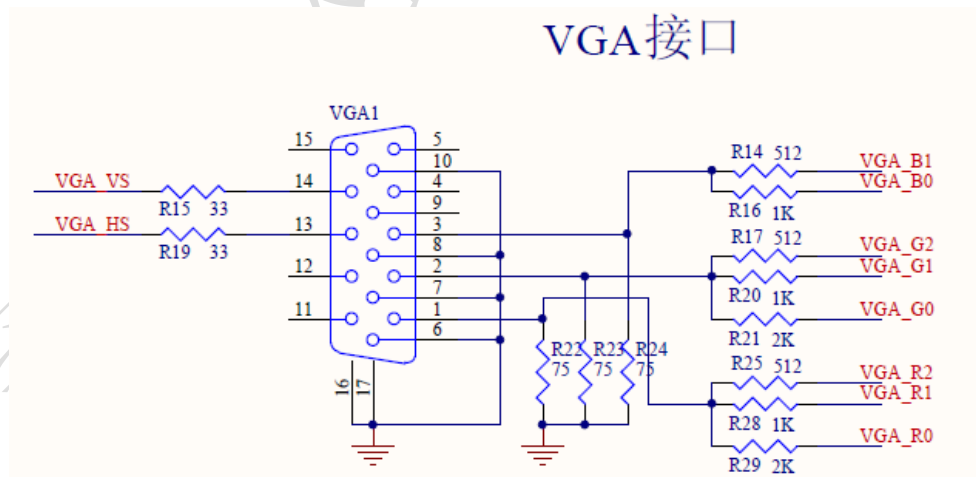 VGA接口
VGA1
15
5
10
14
4
9
13
3
8
12
2
7
11
1
6
16
17
VGA_VS
R15 33
VGA_HS
R19 33
R14 512
VGA_B1
VGA_B0
R16 1K
R17 512
VGA_G2
VGA_G1
R20 1K
VGA_G0
R21 2K
R22
75
R23
75
R24
75
R25 512
VGA_R2
VGA_R1
R28 1K
VGA_R0
R29 2K